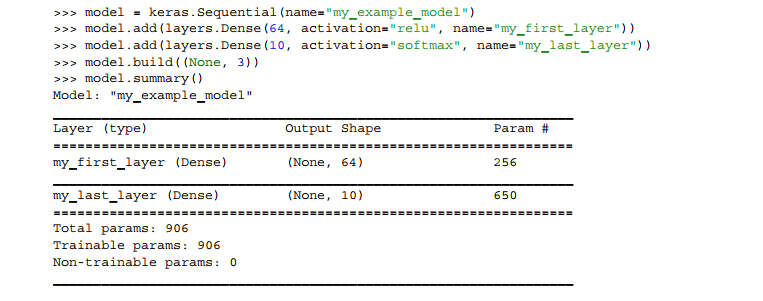 >>> model = keras.Sequential(name="my_example_model")
>>> model.add(layers.Dense(64, activation="relu", name="my_first_layer"))
>>> model.add(layers.Dense(10, activation="softmax", name="my_last_layer"))
>>> model.build((None, 3))
>>> model.summary()
Model: "my_example_model"
_________________________________________________________________
Layer (type)                 Output Shape              Param #
=================================================================
my_first_layer (Dense)       (None, 64)                256
_________________________________________________________________
my_last_layer (Dense)        (None, 10)                650
=================================================================
Total params: 906
Trainable params: 906
Non-trainable params: 0
_________________________________________________________________